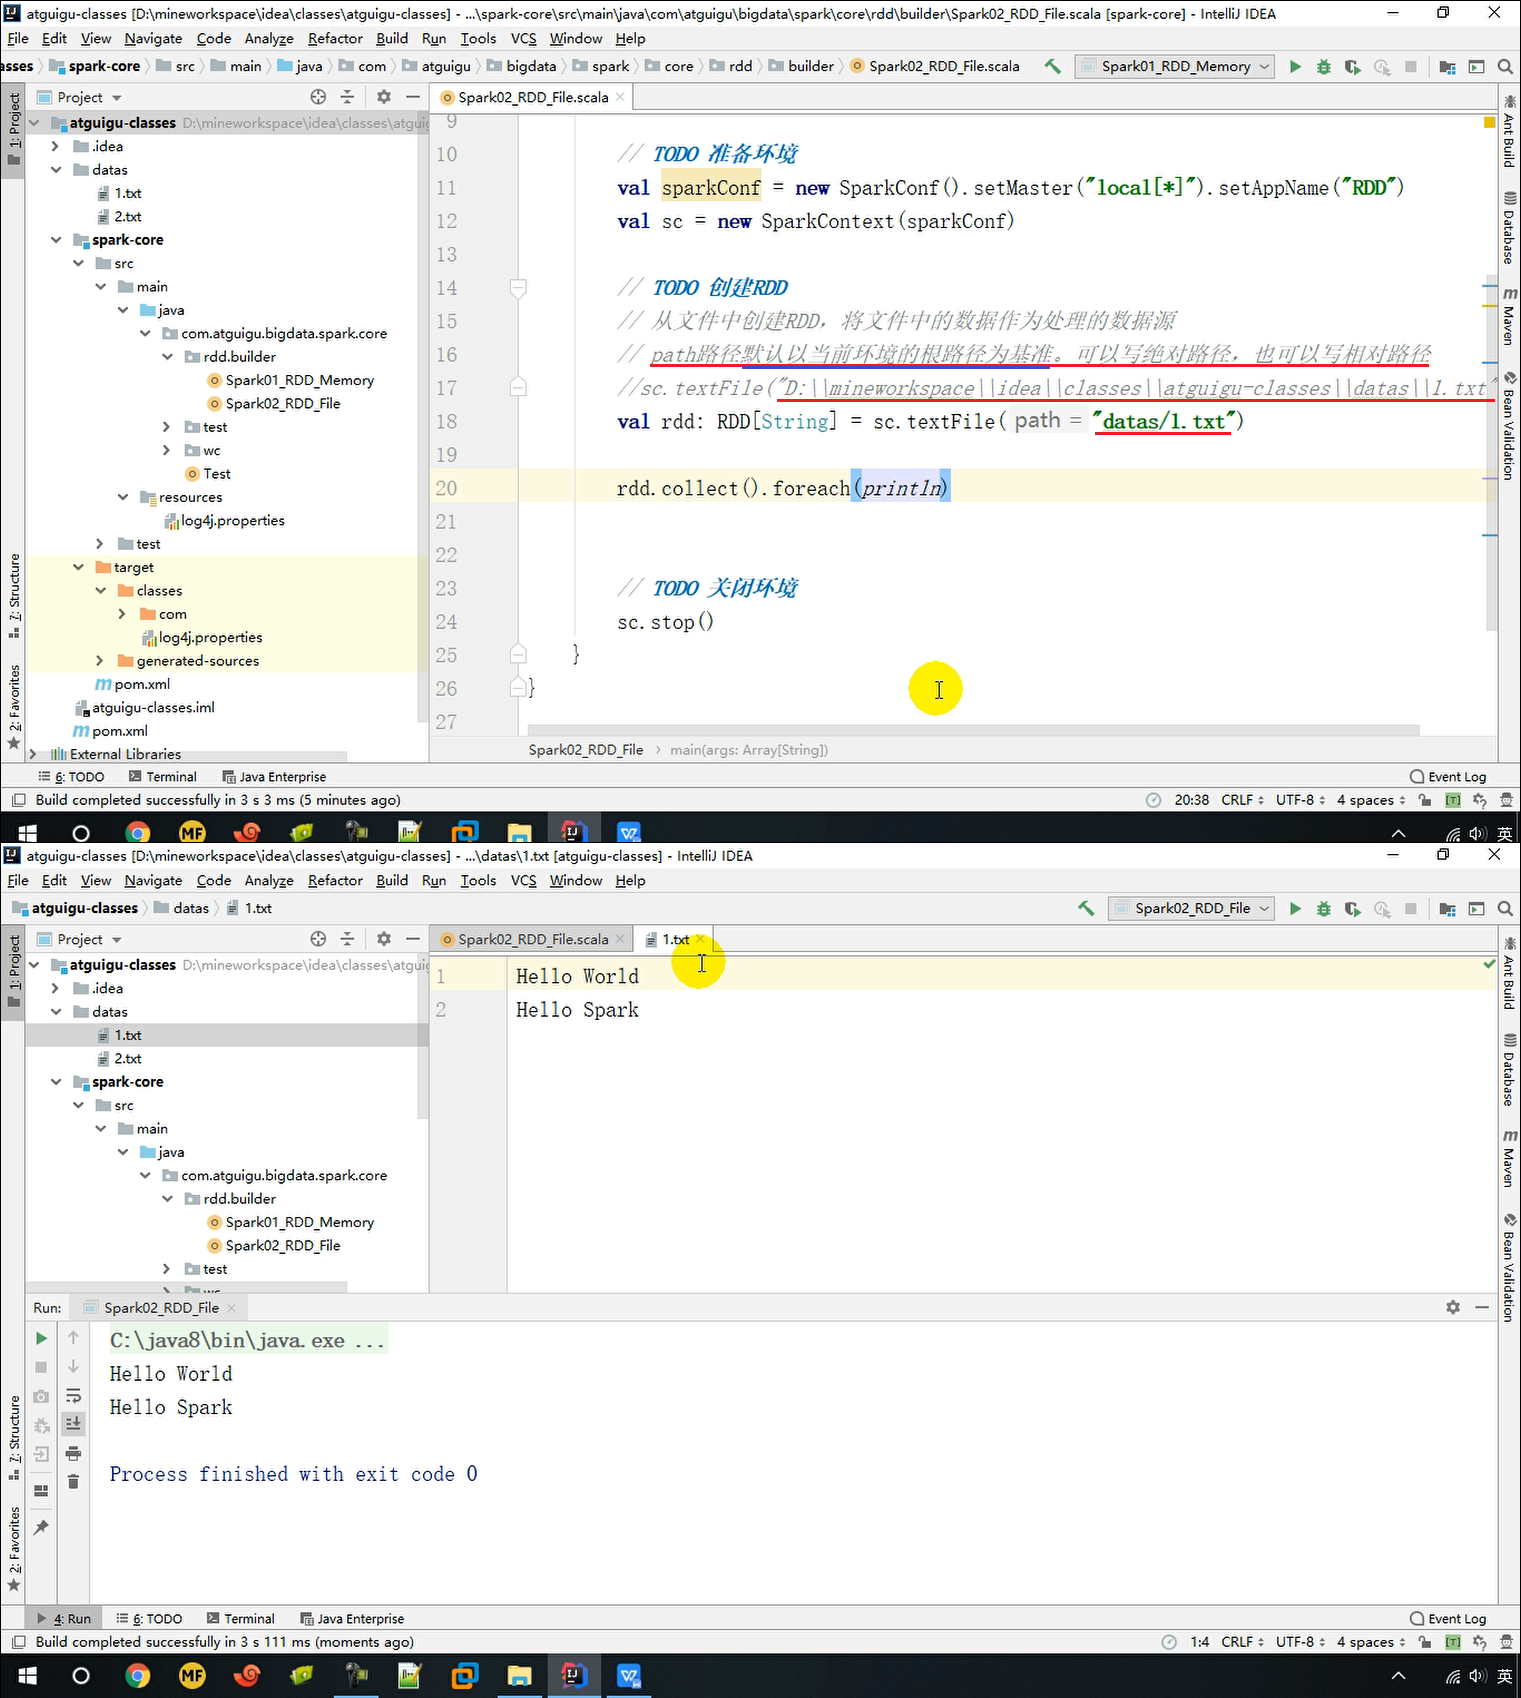 atguigu-classes [D:\mineworkspace\idea\classes\atguigu-classes] - ...\spark-core\src\main\java\com\atguigu\bigdata\spark\core\rdd\builder\Spark02_RDD_File.scala [spark-core] - IntelliJ IDEA
File Edit View Navigate Code Analyze Refactor Build Run Tools VCS Window Help
asses spark-core src main java com atguigu bigdata spark core rdd builder Spark02_RDD_File.scala Spark01_RDD_Memory
Project
Spark02_RDD_File.scala
1: Project
7: Structure
2: Favorites
atguigu-classes D:\mineworkspace\idea\classes\atguig
.idea
datas
1.txt
2.txt
spark-core
src
main
java
com.atguigu.bigdata.spark.core
rdd.builder
Spark01_RDD_Memory
Spark02_RDD_File
test
wc
Test
resources
log4j.properties
test
target
classes
com
log4j.properties
generated-sources
pom.xml
atguigu-classes.iml
pom.xml
External Libraries
9
10 // TODO 准备环境
11 val sparkConf = new SparkConf().setMaster("local[*]").setAppName("RDD")
12 val sc = new SparkContext(sparkConf)
13
14 // TODO 创建RDD
15 // 从文件中创建RDD，将文件中的数据作为处理的数据源
16 // path路径默认以当前环境的根路径为基准。可以写绝对路径，也可以写相对路径
17 //sc.textFile("D:\\mineworkspace\\idea\\classes\\atguigu-classes\\datas\\1.txt"
18 val rdd: RDD[String] = sc.textFile( path = "datas/1.txt")
19
20 rdd.collect().foreach(println)
21
22
23 // TODO 关闭环境
24 sc.stop()
25 }
26 }
27
Spark02_RDD_File main(args: Array[String])
Ant Build
Database
Maven
Bean Validation
6: TODO Terminal Java Enterprise Event Log
Build completed successfully in 3 s 3 ms (5 minutes ago) 20:38 CRLF UTF-8 4 spaces
MF 英
atguigu-classes [D:\mineworkspace\idea\classes\atguigu-classes] - ...\datas\1.txt [atguigu-classes] - IntelliJ IDEA
File Edit View Navigate Code Analyze Refactor Build Run Tools VCS Window Help
atguigu-classes datas 1.txt Spark02_RDD_File
Project
Spark02_RDD_File.scala 1.txt
1: Project
7: Structure
2: Favorites
atguigu-classes D:\mineworkspace\idea\classes\atguig
.idea
datas
1.txt
2.txt
spark-core
src
main
java
com.atguigu.bigdata.spark.core
rdd.builder
Spark01_RDD_Memory
Spark02_RDD_File
test
wc
1 Hello World
2 Hello Spark
Ant Build
Database
Maven
Bean Validation
Run: Spark02_RDD_File
C:\java8\bin\java.exe ...
Hello World
Hello Spark
Process finished with exit code 0
4: Run 6: TODO Terminal Java Enterprise Event Log
Build completed successfully in 3 s 111 ms (moments ago) 1:4 CRLF UTF-8 4 spaces
MF 英